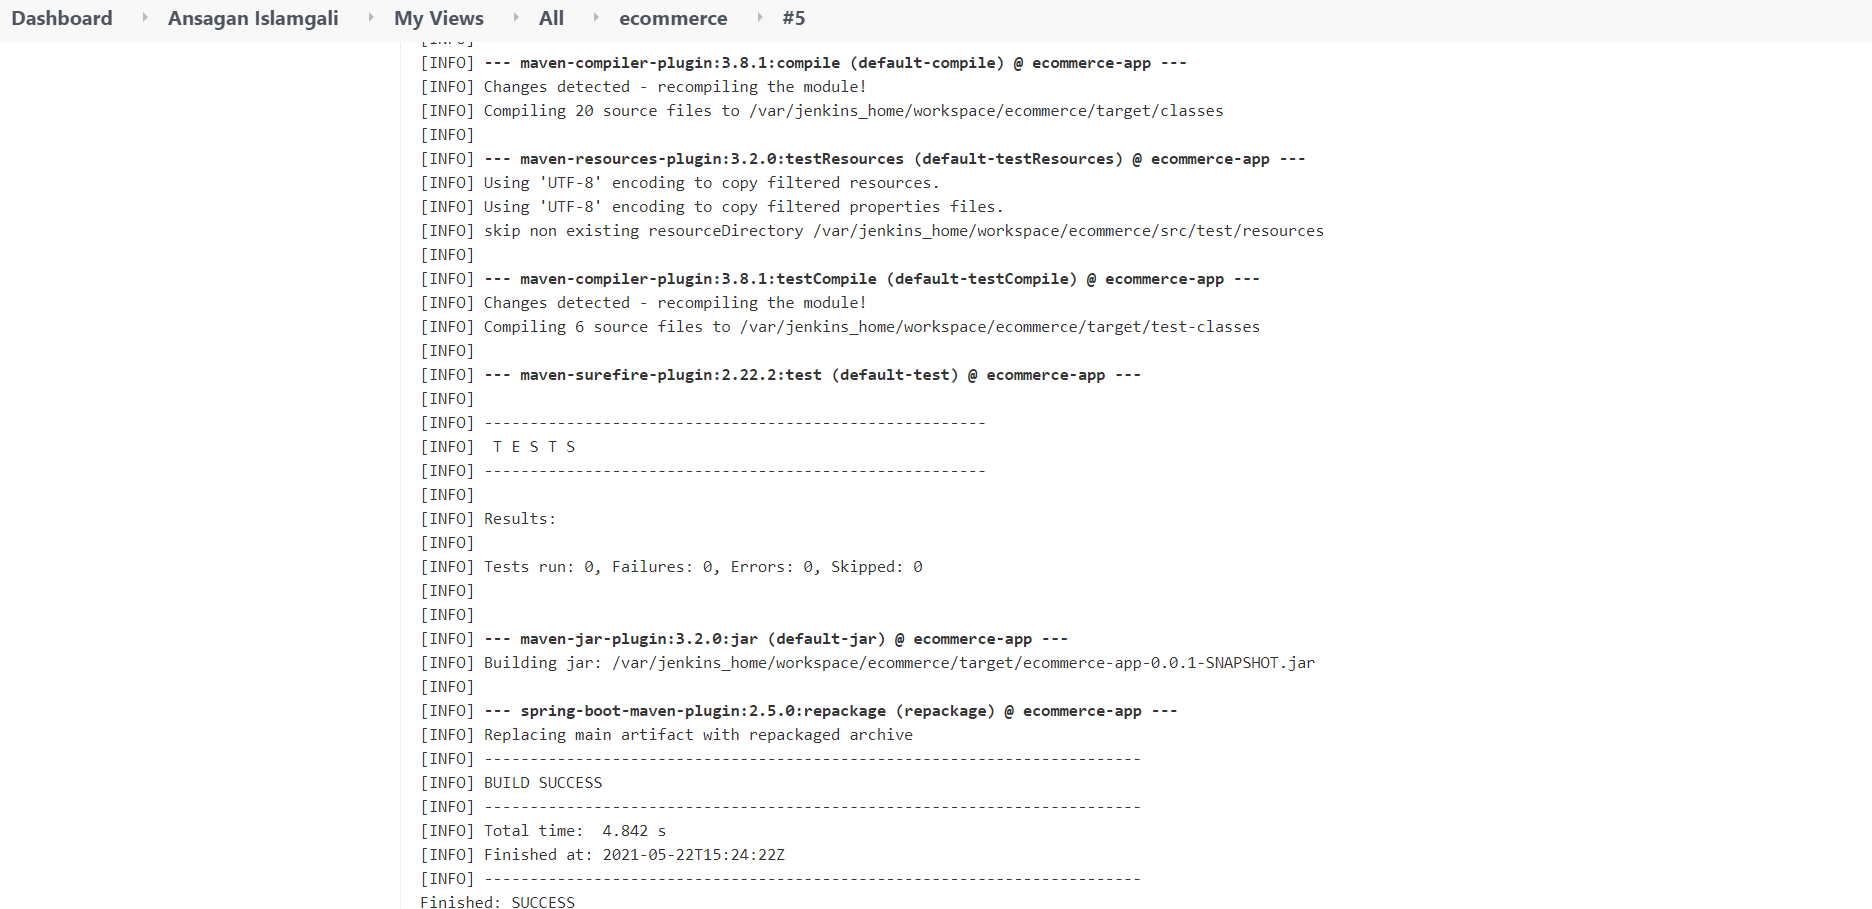 Dashboard Ansagan Islamgali My Views All ecommerce #5
[INFO]
[INFO] --- maven-compiler-plugin:3.8.1:compile (default-compile) @ ecommerce-app ---
[INFO] Changes detected - recompiling the module!
[INFO] Compiling 20 source files to /var/jenkins_home/workspace/ecommerce/target/classes
[INFO]
[INFO] --- maven-resources-plugin:3.2.0:testResources (default-testResources) @ ecommerce-app ---
[INFO] Using 'UTF-8' encoding to copy filtered resources.
[INFO] Using 'UTF-8' encoding to copy filtered properties files.
[INFO] skip non existing resourceDirectory /var/jenkins_home/workspace/ecommerce/src/test/resources
[INFO]
[INFO] --- maven-compiler-plugin:3.8.1:testCompile (default-testCompile) @ ecommerce-app ---
[INFO] Changes detected - recompiling the module!
[INFO] Compiling 6 source files to /var/jenkins_home/workspace/ecommerce/target/test-classes
[INFO]
[INFO] --- maven-surefire-plugin:2.22.2:test (default-test) @ ecommerce-app ---
[INFO]
[INFO] -------------------------------------------------------
[INFO]  T E S T S
[INFO] -------------------------------------------------------
[INFO]
[INFO] Results:
[INFO]
[INFO] Tests run: 0, Failures: 0, Errors: 0, Skipped: 0
[INFO]
[INFO]
[INFO] --- maven-jar-plugin:3.2.0:jar (default-jar) @ ecommerce-app ---
[INFO] Building jar: /var/jenkins_home/workspace/ecommerce/target/ecommerce-app-0.0.1-SNAPSHOT.jar
[INFO]
[INFO] --- spring-boot-maven-plugin:2.5.0:repackage (repackage) @ ecommerce-app ---
[INFO] Replacing main artifact with repackaged archive
[INFO] ------------------------------------------------------------------------
[INFO] BUILD SUCCESS
[INFO] ------------------------------------------------------------------------
[INFO] Total time:  4.842 s
[INFO] Finished at: 2021-05-22T15:24:22Z
[INFO] ------------------------------------------------------------------------
Finished: SUCCESS